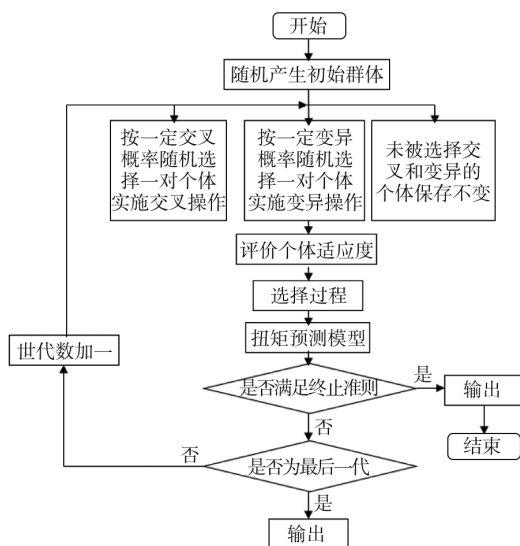 开始
随机产生初始群体
按一定交叉
概率随机选
择一对个体
实施交叉操作
按一定变异
概率随机选
择一对个体
实施变异操作
未被选择交
叉和变异的
个体保存不变
评价个体适应度
选择过程
扭矩预测模型
世代数加一
是否满足终止准则
是
输出
否
结束
否
是否为最后一代
是
输出